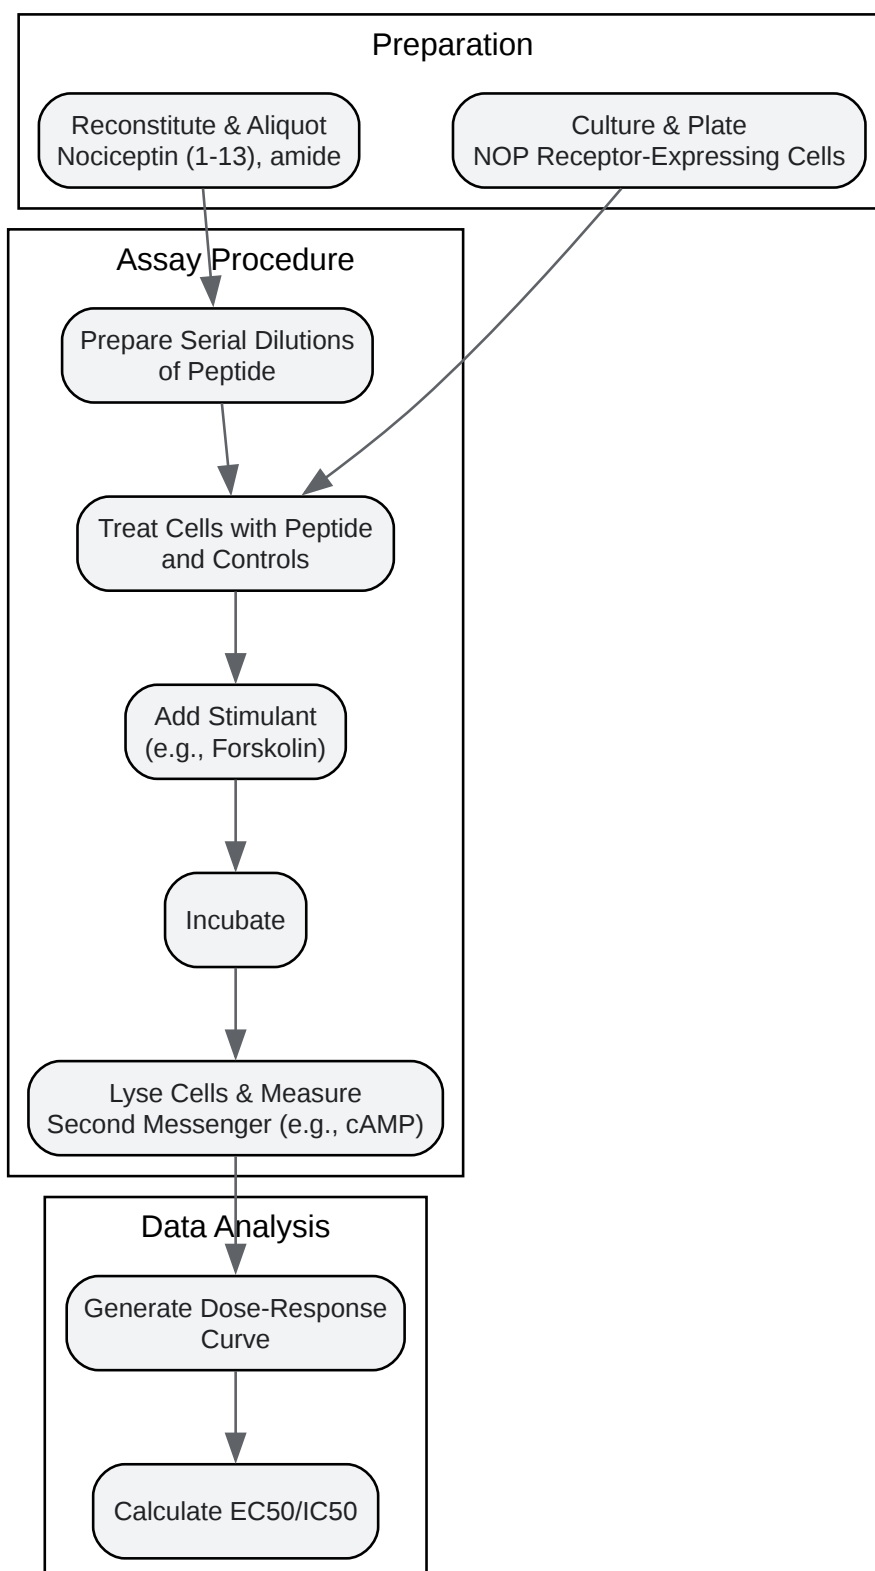 Preparation
Reconstitute & Aliquot
Nociceptin (1-13), amide
Culture & Plate
NOP Receptor-Expressing Cells
Assay Procedure
Prepare Serial Dilutions
of Peptide
Treat Cells with Peptide
and Controls
Add Stimulant
(e.g., Forskolin)
Incubate
Lyse Cells & Measure
Second Messenger (e.g., cAMP)
Data Analysis
Generate Dose-Response
Curve
Calculate EC50/IC50